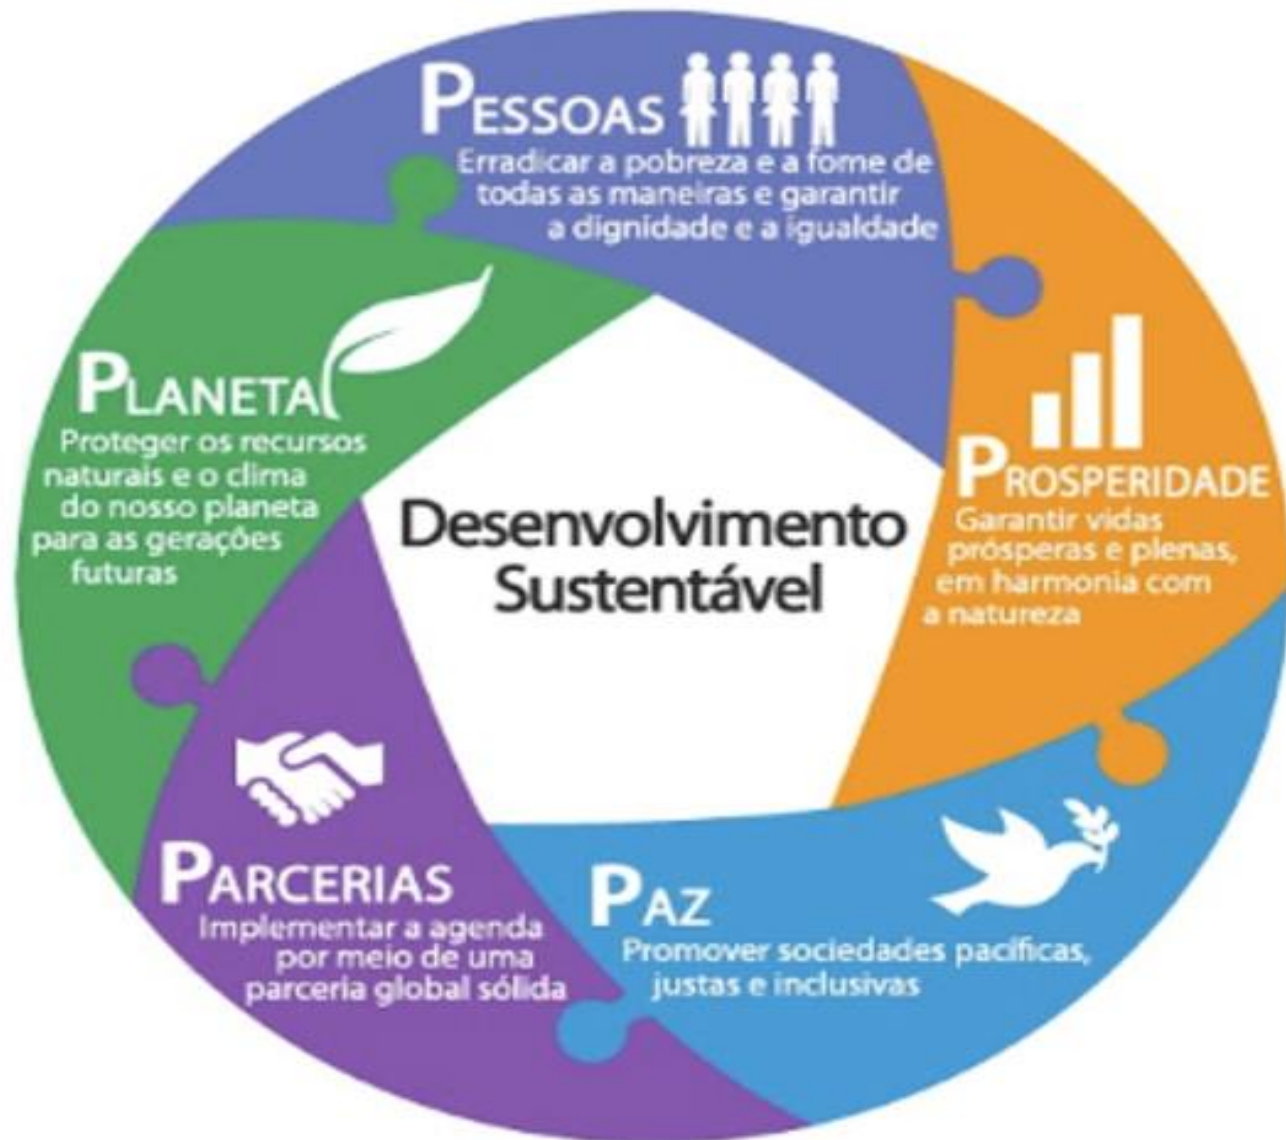 PESSOAS
Erradicar a pobreza e a fome de
todas as maneiras e garantir
a dignidade e a igualdade
PROSPERIDADE
Garantir vidas
prósperas e plenas,
em harmonia com
a natureza
PAZ
Promover sociedades pacíficas,
justas e inclusivas
PARCERIAS
Implementar a agenda
por meio de uma
parceria global sólida
PLANETA
Proteger os recursos
naturais e o clima
do nosso planeta
para as gerações
futuras
Desenvolvimento
Sustentável